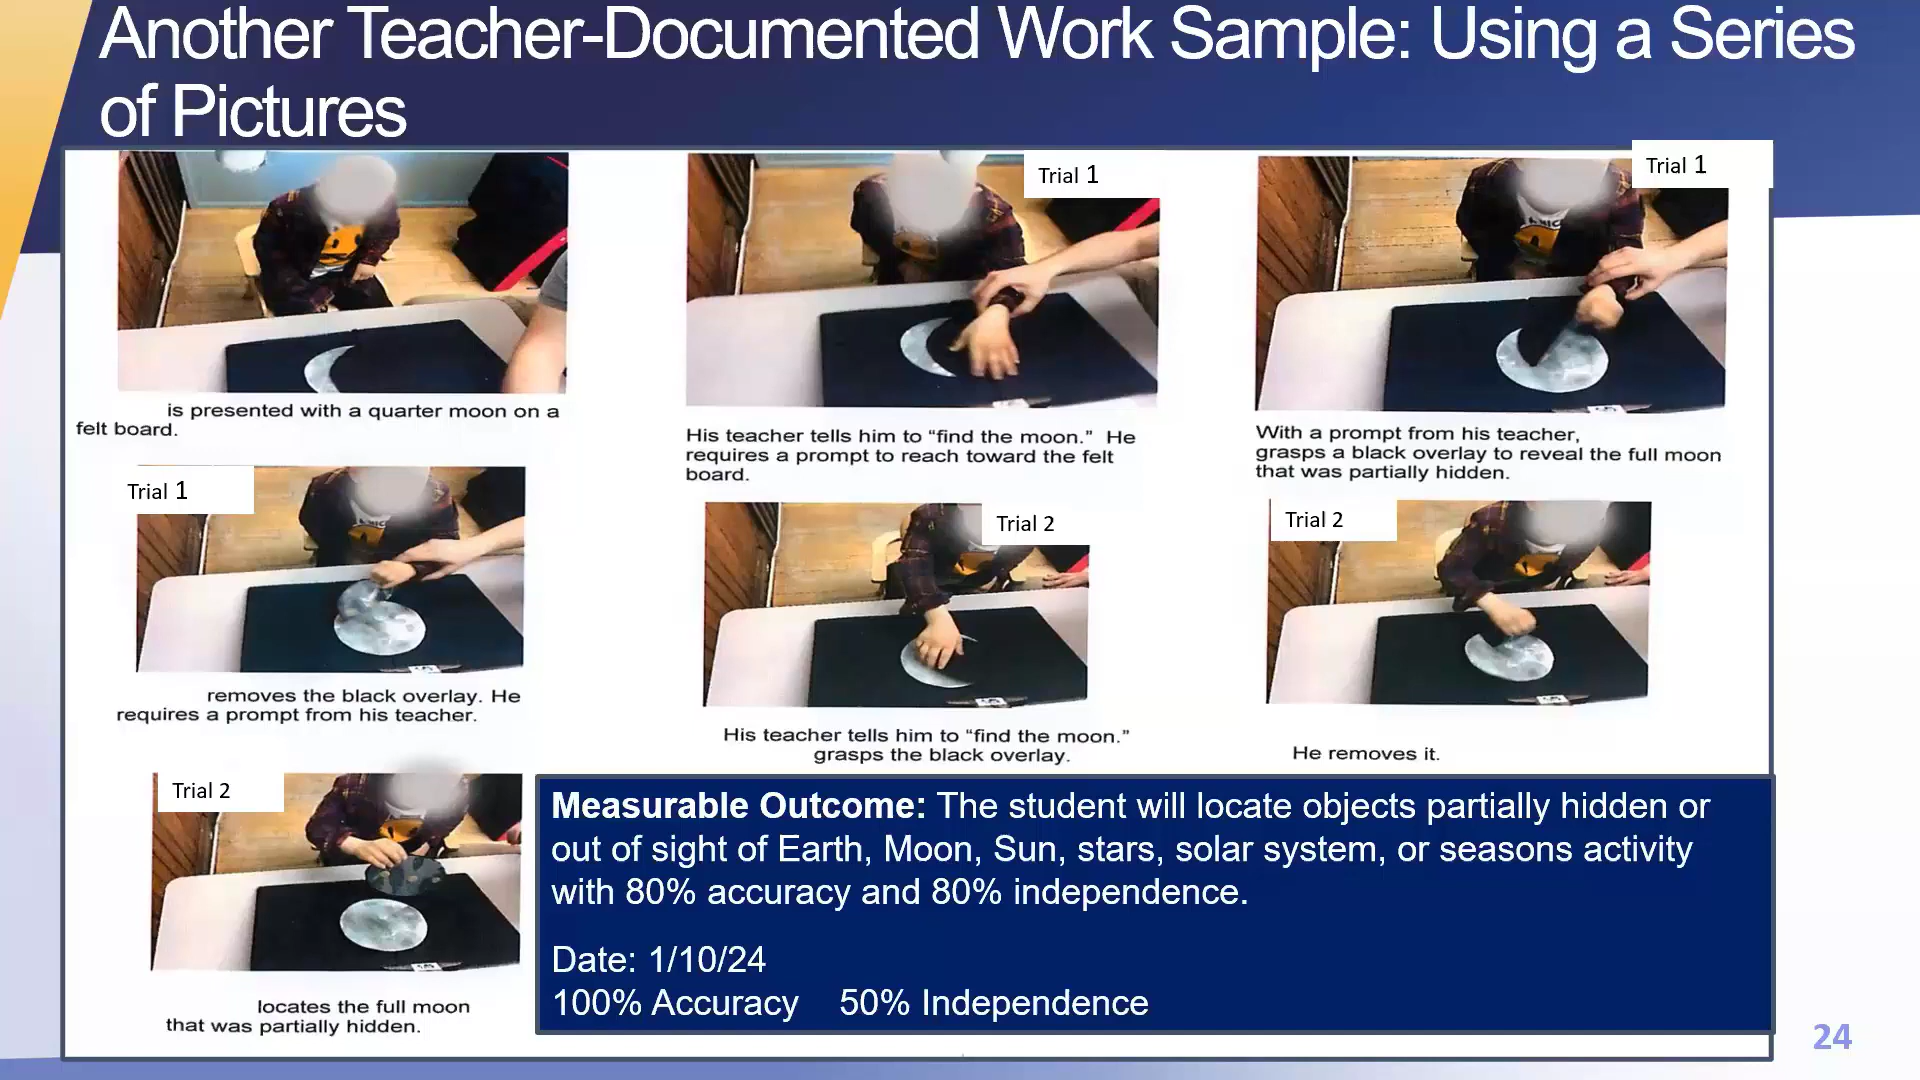 Another Teacher-Documented Work Sample: Using a Series
of Pictures
is presented with a quarter moon on a
felt board.
Trial 1
His teacher tells him to “find the moon.” He
requires a prompt to reach toward the felt
board.
Trial 1
With a prompt from his teacher,
grasps a black overlay to reveal the full moon
that was partially hidden.
Trial 1
removes the black overlay. He
requires a prompt from his teacher.
Trial 2
His teacher tells him to “find the moon.”
grasps the black overlay.
Trial 2
He removes it.
Trial 2
locates the full moon
that was partially hidden.
Measurable Outcome: The student will locate objects partially hidden or
out of sight of Earth, Moon, Sun, stars, solar system, or seasons activity
with 80% accuracy and 80% independence.
Date: 1/10/24
100% Accuracy 50% Independence
24